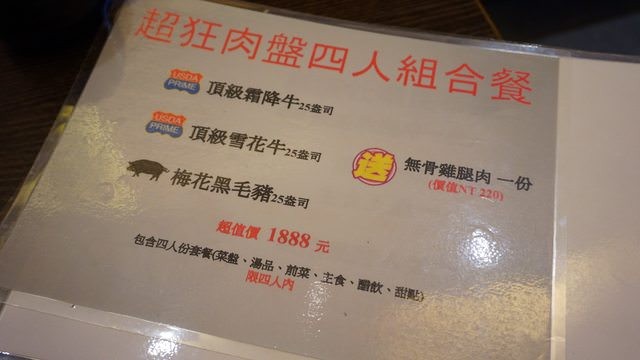 超狂肉盤四人組合餐
USDA PRIME 頂級霜降牛25盎司
USDA PRIME 頂級雪花牛25盎司
送 無骨雞腿肉 一份
(價值NT 220)
梅花黑毛豬25盎司
超值價 1888 元
包含四人份套餐(菜盤、湯品、前菜、主食、醋飲、甜點)
限四人內